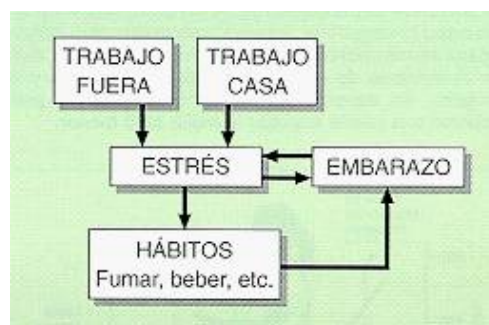 TRABAJO
FUERA
TRABAJO
CASA
ESTRÉS
EMBARAZO
HÁBITOS
Fumar, beber, etc.